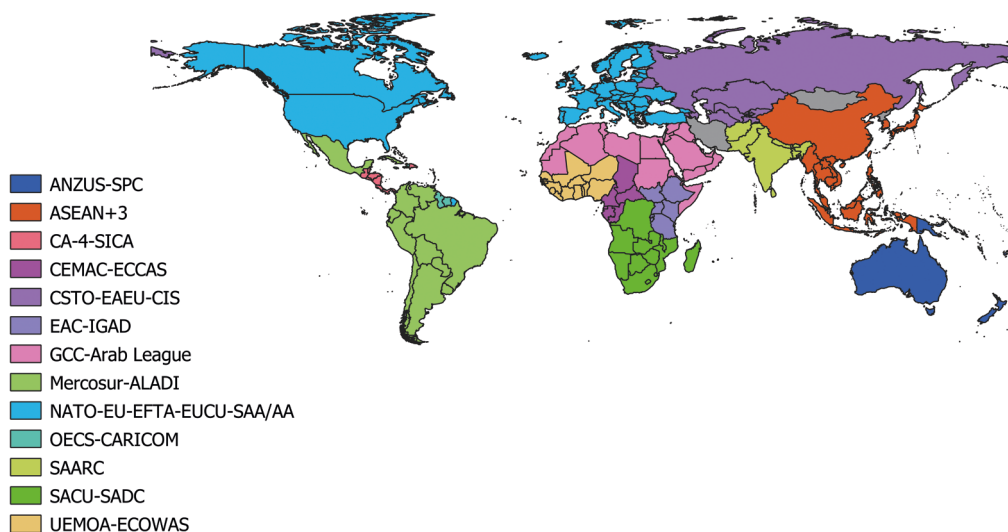 ANZUS-SPC
ASEAN+3
CA-4-SICA
CEMAC-ECCAS
CSTO-EAEU-CIS
EAC-IGAD
GCC-Arab League
Mercosur-ALADI
NATO-EU-EFTA-EUCU-SAA/AA
OECS-CARICOM
SAARC
SACU-SADC
UEMOA-ECOWAS